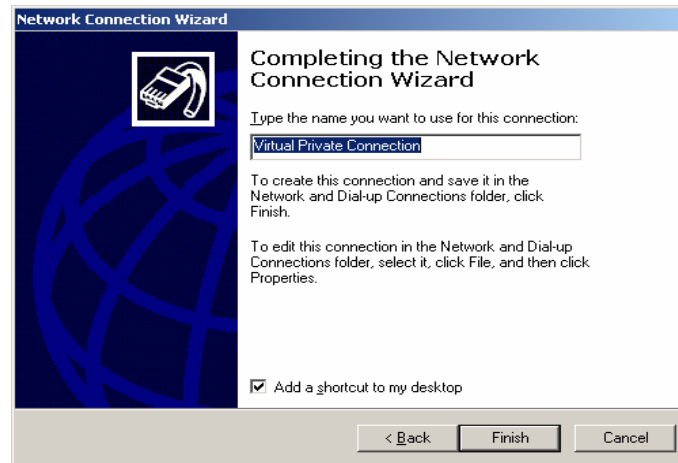 Network Connection Wizard
Completing the Network
Connection Wizard
Type the name you want to use for this connection:
Virtual Private Connection
To create this connection and save it in the
Network and Dial-up Connections folder, click
Finish.
To edit this connection in the Network and Dial-up
Connections folder, select it, click File, and then click
Properties.
Add a shortcut to my desktop
< Back
Finish
Cancel